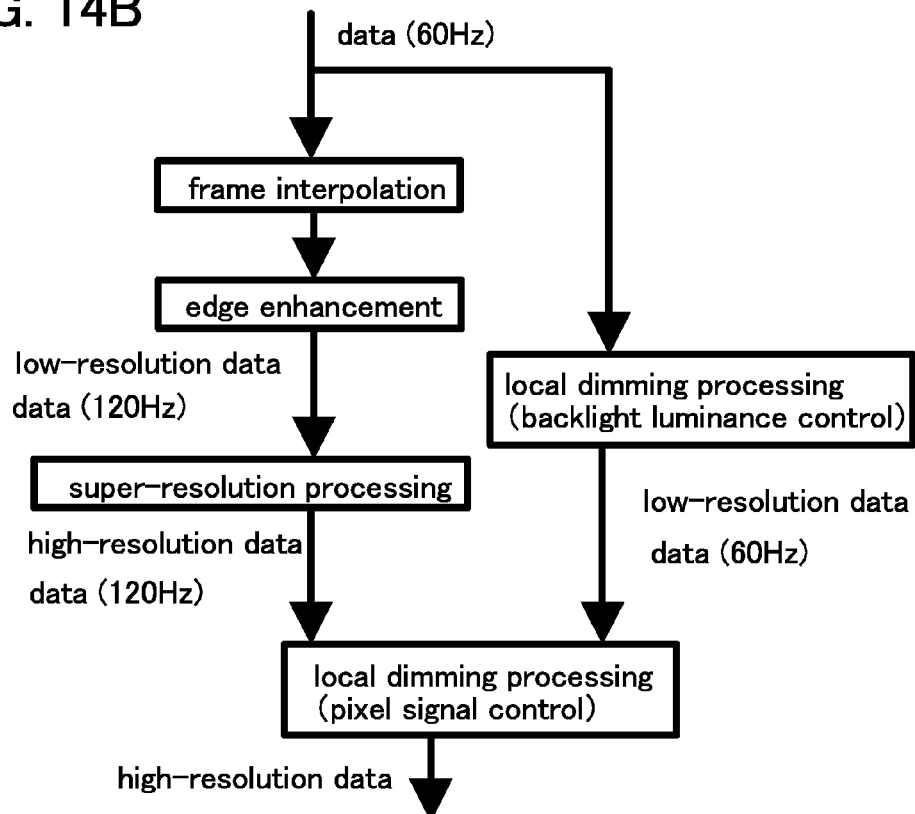 G. 14B
data (60Hz)
frame interpolation
edge enhancement
low-resolution data
data (120Hz)
local dimming processing
(backlight luminance control)
super-resolution processing
low-resolution data
data (60Hz)
high-resolution data
data (120Hz)
local dimming processing
(pixel signal control)
high-resolution data